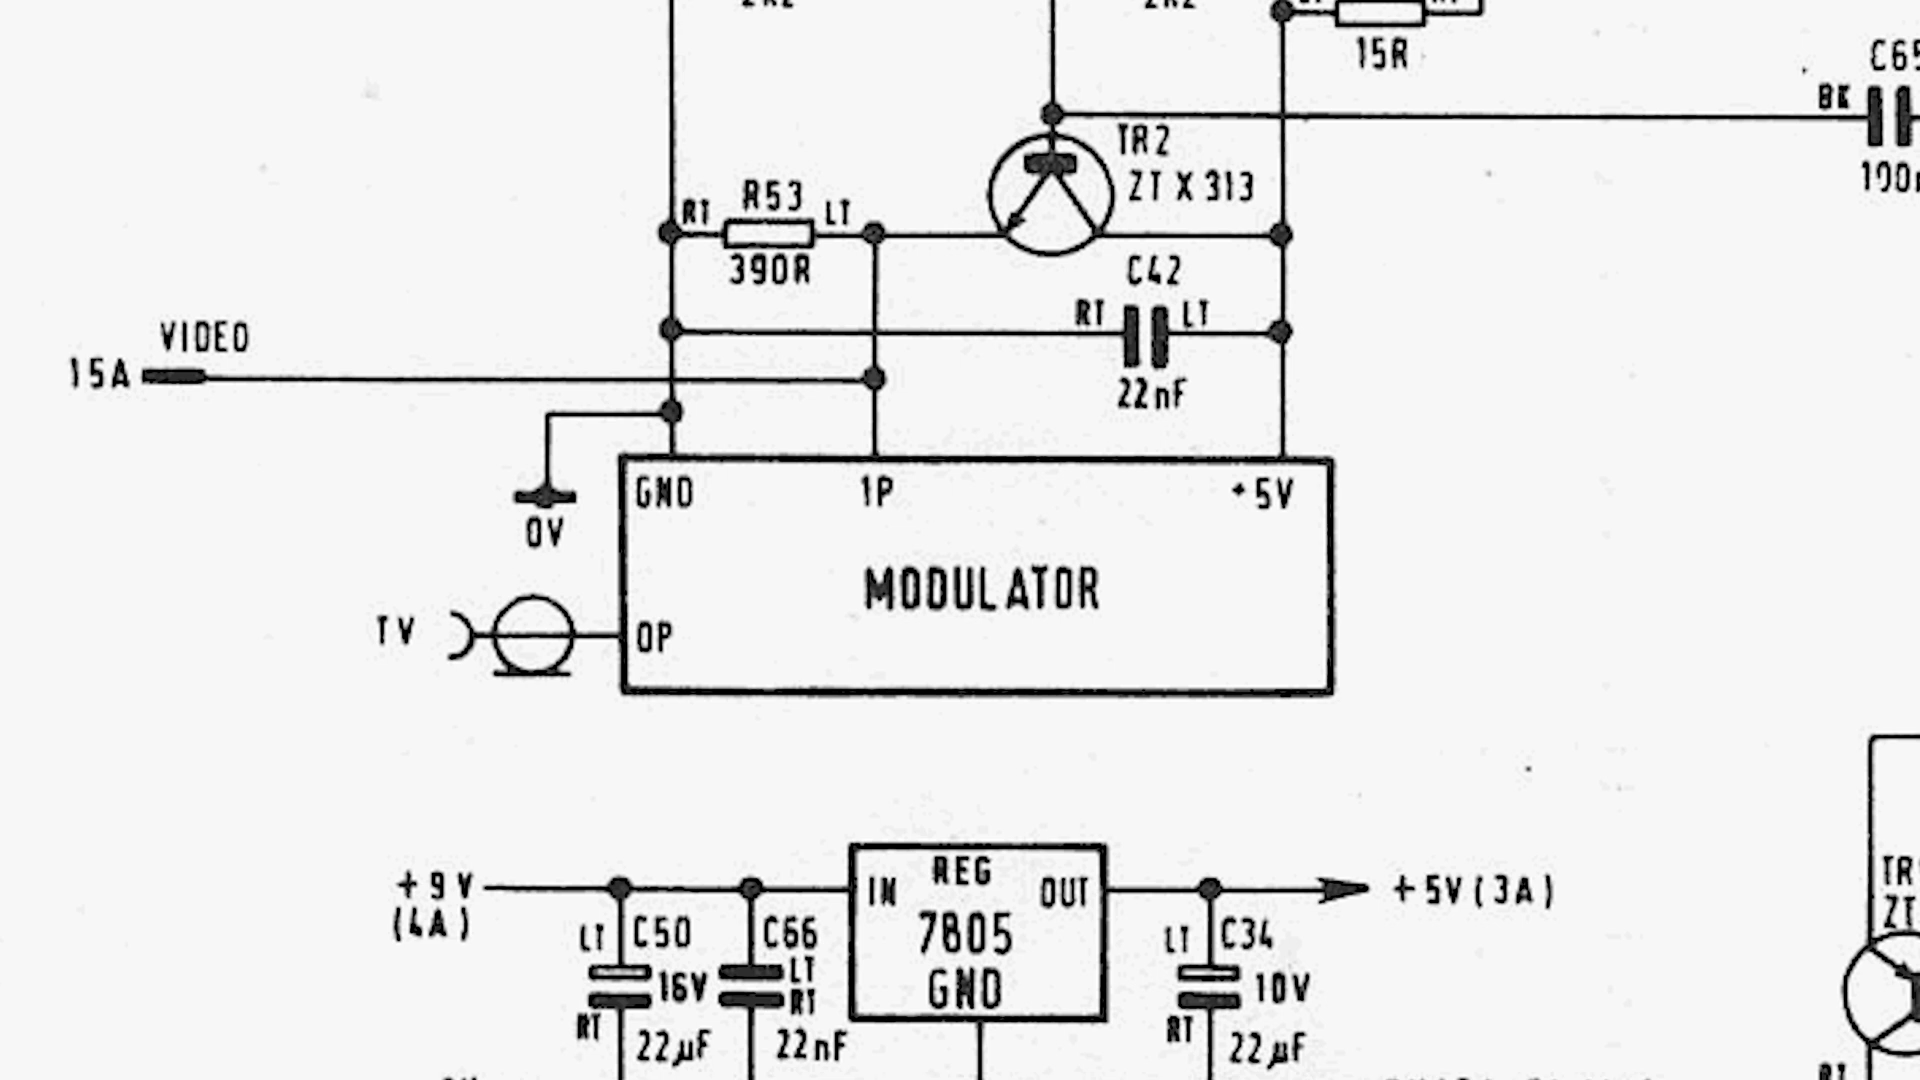 15R
BK
TR2
ZTX313
RT R53 LT
390R
C42
RT LT
22nF
VIDEO
15A
GND 1P +5V
0V
MODULATOR
TV OP
REG
+9V IN OUT +5V (3A)
(4A)
7805
GND
LT C50
16V
RT
22µF
C66
LT
RT
22nF
LT C34
10V
RT
22µF
RT